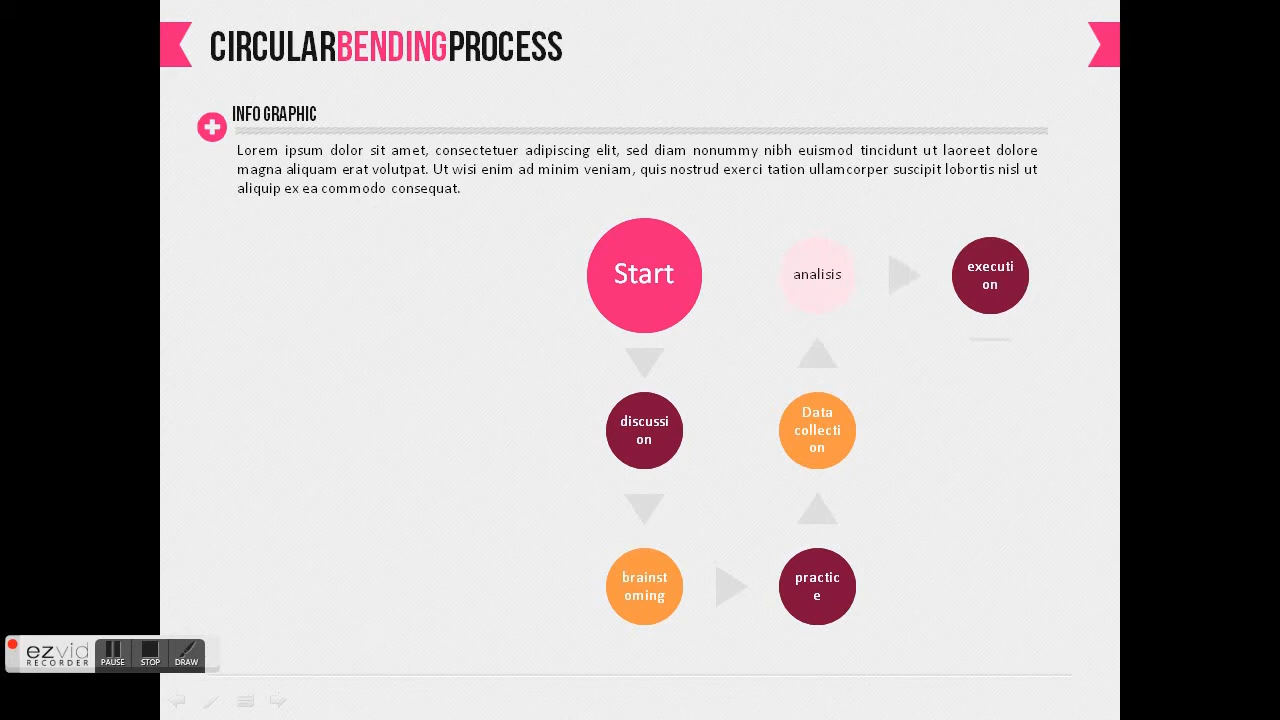 CIRCULARBENDINGPROCESS
INFO GRAPHIC
Lorem ipsum dolor sit amet, consectetuer adipiscing elit, sed diam nonummy nibh euismod tincidunt ut laoreet dolore
magna aliquam erat volutpat. Ut wisi enim ad minim veniam, quis nostrud exerci tation ullamcorper suscipit lobortis nisl ut
aliquip ex ea commodo consequat.
Start
discussi
on
brainst
oming
practic
e
Data
collecti
on
analisis
executi
on
ezvid
RECORDER
PAUSE
STOP
DRAW